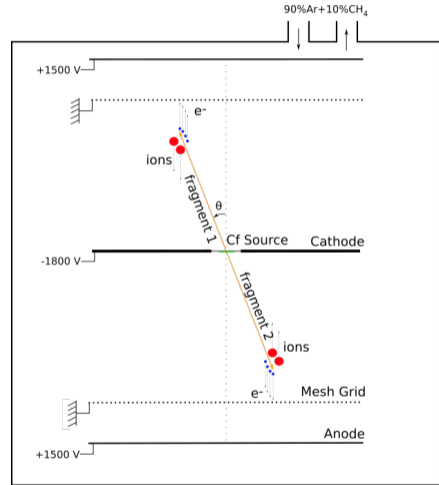 90%Ar+10%CH₄
+1500 V
e-
ions
fragment 1
θ
Cf Source
Cathode
-1800 V
fragment 2
ions
e-
Mesh Grid
Anode
+1500 V